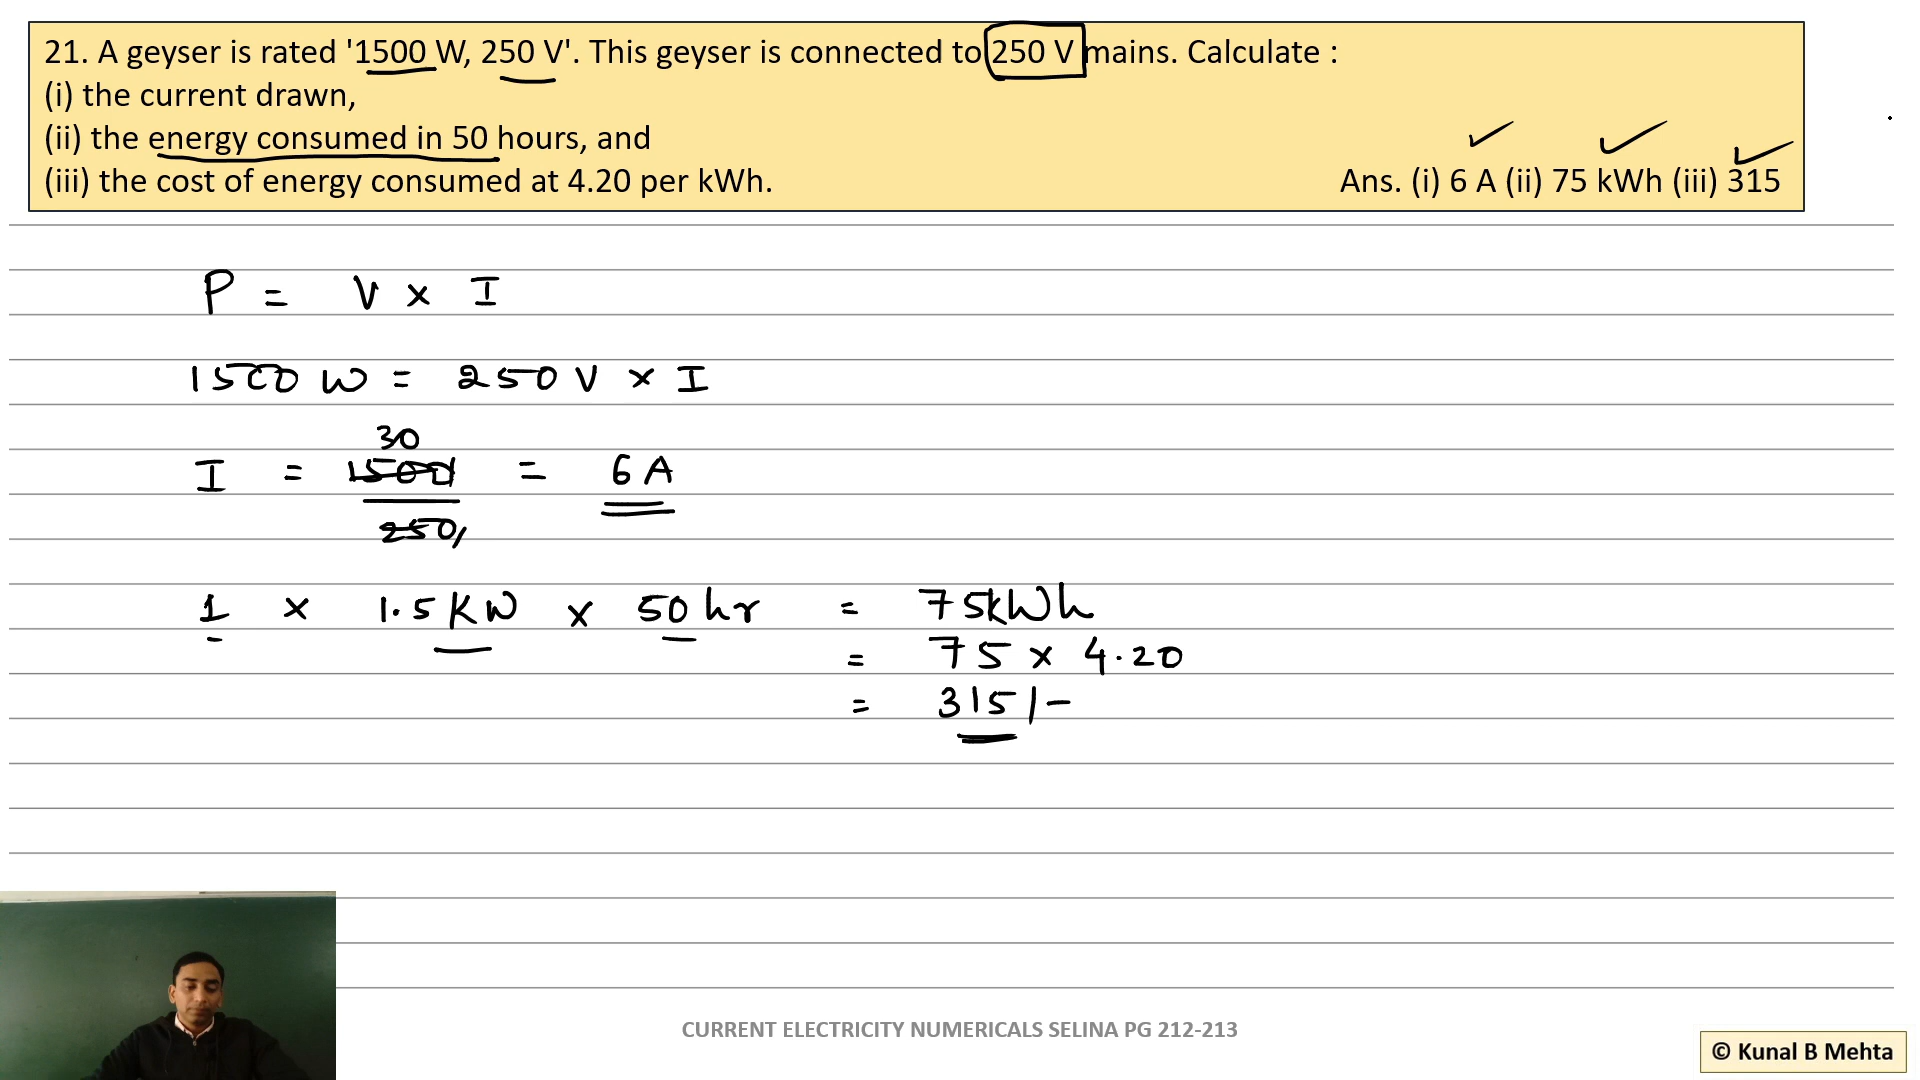 21. A geyser is rated '1500 W, 250 V'. This geyser is connected to 250 V mains. Calculate :
(i) the current drawn,
(ii) the energy consumed in 50 hours, and
(iii) the cost of energy consumed at 4.20 per kWh. Ans. (i) 6 A (ii) 75 kWh (iii) 315
P = V × I
1500 W = 250 V × I
30
I = 1500 = 6 A
250
1 × 1.5 KW × 50 hr = 75kWh
= 75 × 4.20
= 315/-
CURRENT ELECTRICITY NUMERICALS SELINA PG 212-213
© Kunal B Mehta